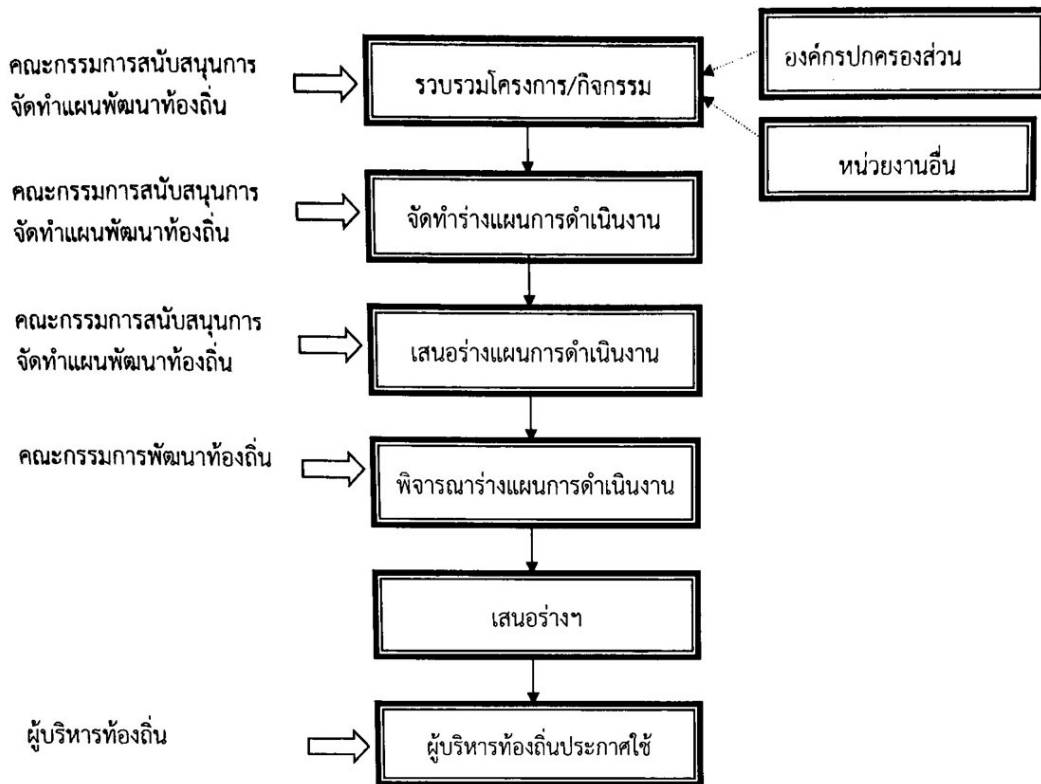 คณะกรรมการสนับสนุนการ
จัดทำแผนพัฒนาท้องถิ่น
รวบรวมโครงการ/กิจกรรม
องค์กรปกครองส่วน
หน่วยงานอื่น
คณะกรรมการสนับสนุนการ
จัดทำแผนพัฒนาท้องถิ่น
จัดทำร่างแผนการดำเนินงาน
คณะกรรมการสนับสนุนการ
จัดทำแผนพัฒนาท้องถิ่น
เสนอร่างแผนการดำเนินงาน
คณะกรรมการพัฒนาท้องถิ่น
พิจารณาร่างแผนการดำเนินงาน
เสนอร่างฯ
ผู้บริหารท้องถิ่น
ผู้บริหารท้องถิ่นประกาศใช้